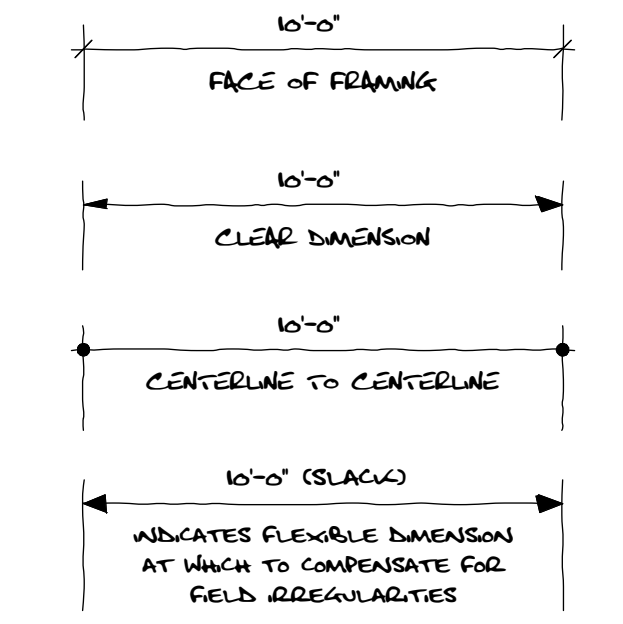 10'-0"
FACE OF FRAMING
10'-0"
CLEAR DIMENSION
10'-0"
CENTERLINE TO CENTERLINE
10'-0" (SLACK)
INDICATES FLEXIBLE DIMENSION
AT WHICH TO COMPENSATE FOR
FIELD IRREGULARITIES